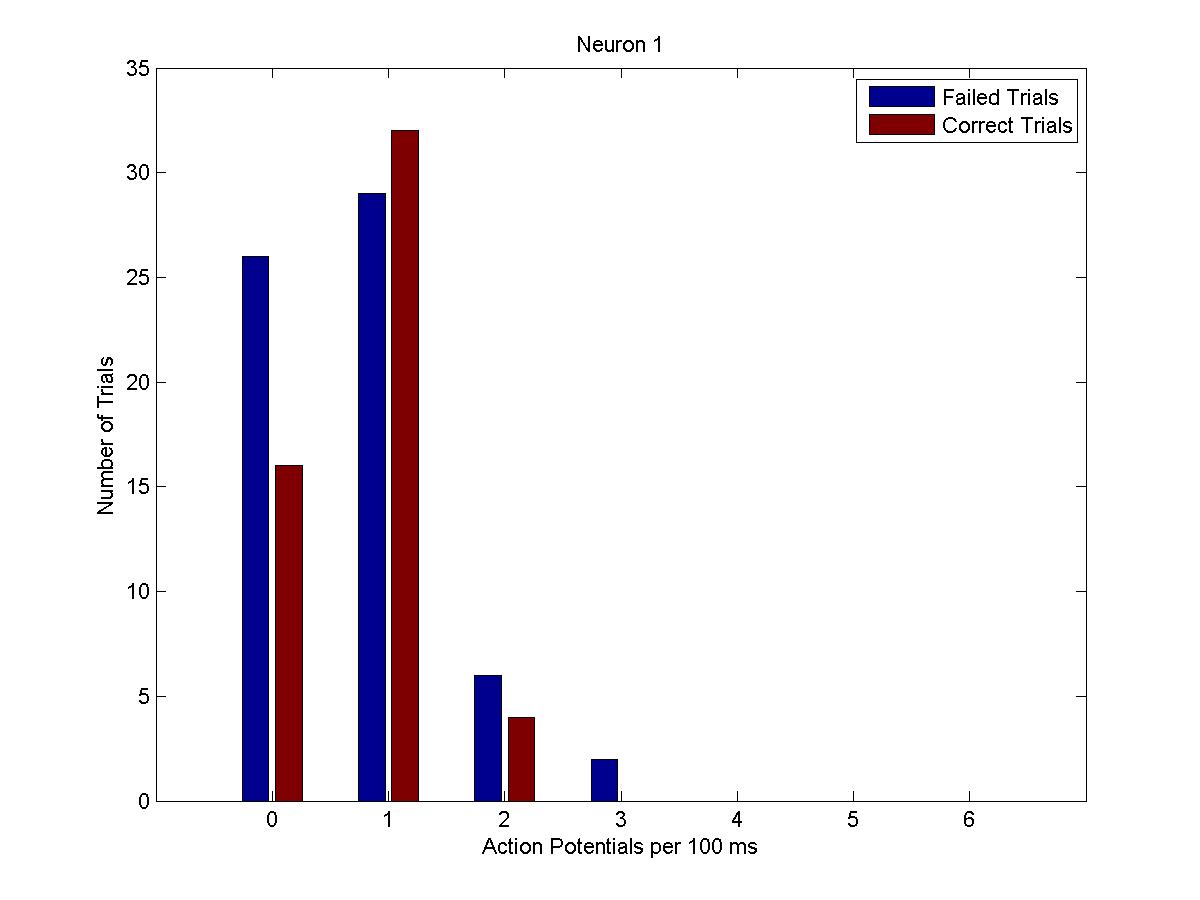 Neuron 1
Failed Trials
Correct Trials
35
30
25
20
15
10
5
0
Number of Trials
0 1 2 3 4 5 6
Action Potentials per 100 ms